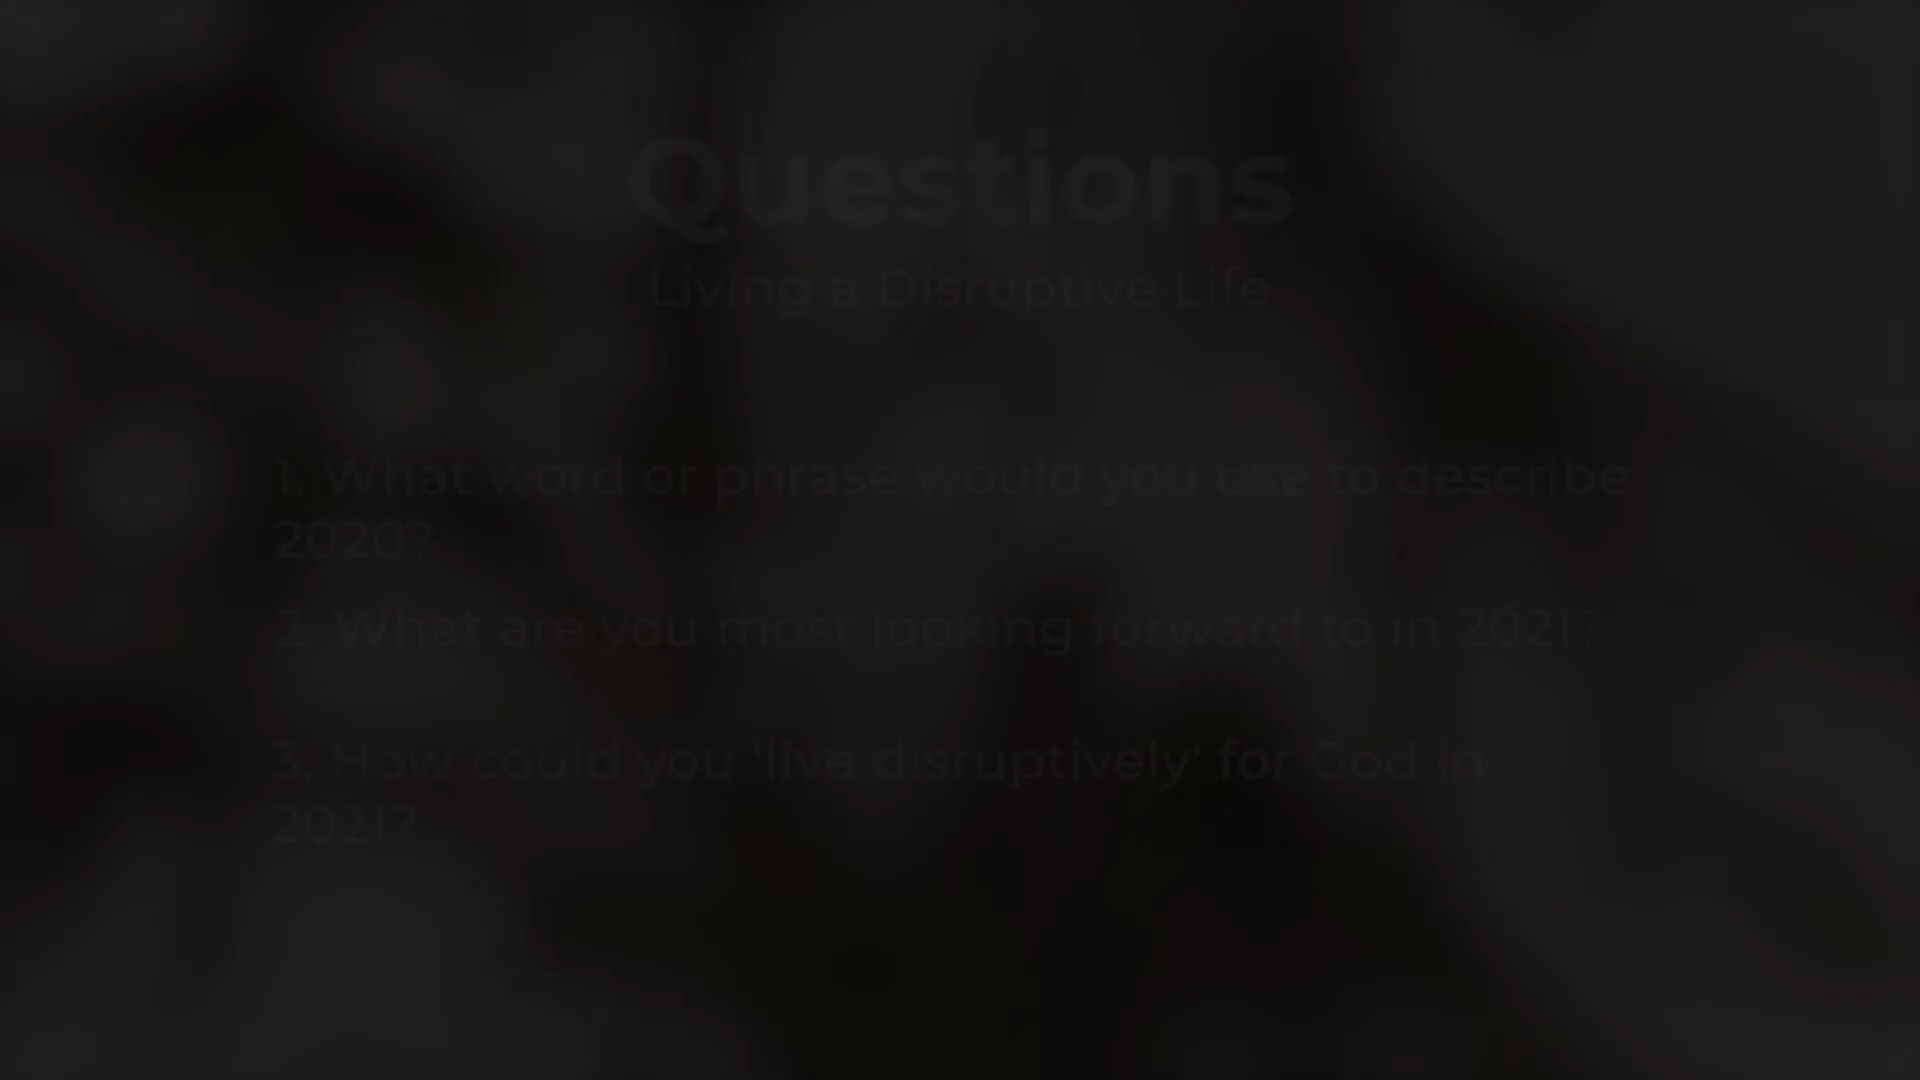 Questions
Living a Disruptive Life
1. What word or phrase would you use to describe
2020?
2. What are you most looking forward to in 2021?
3. How could you 'live disruptively' for God in
2021?